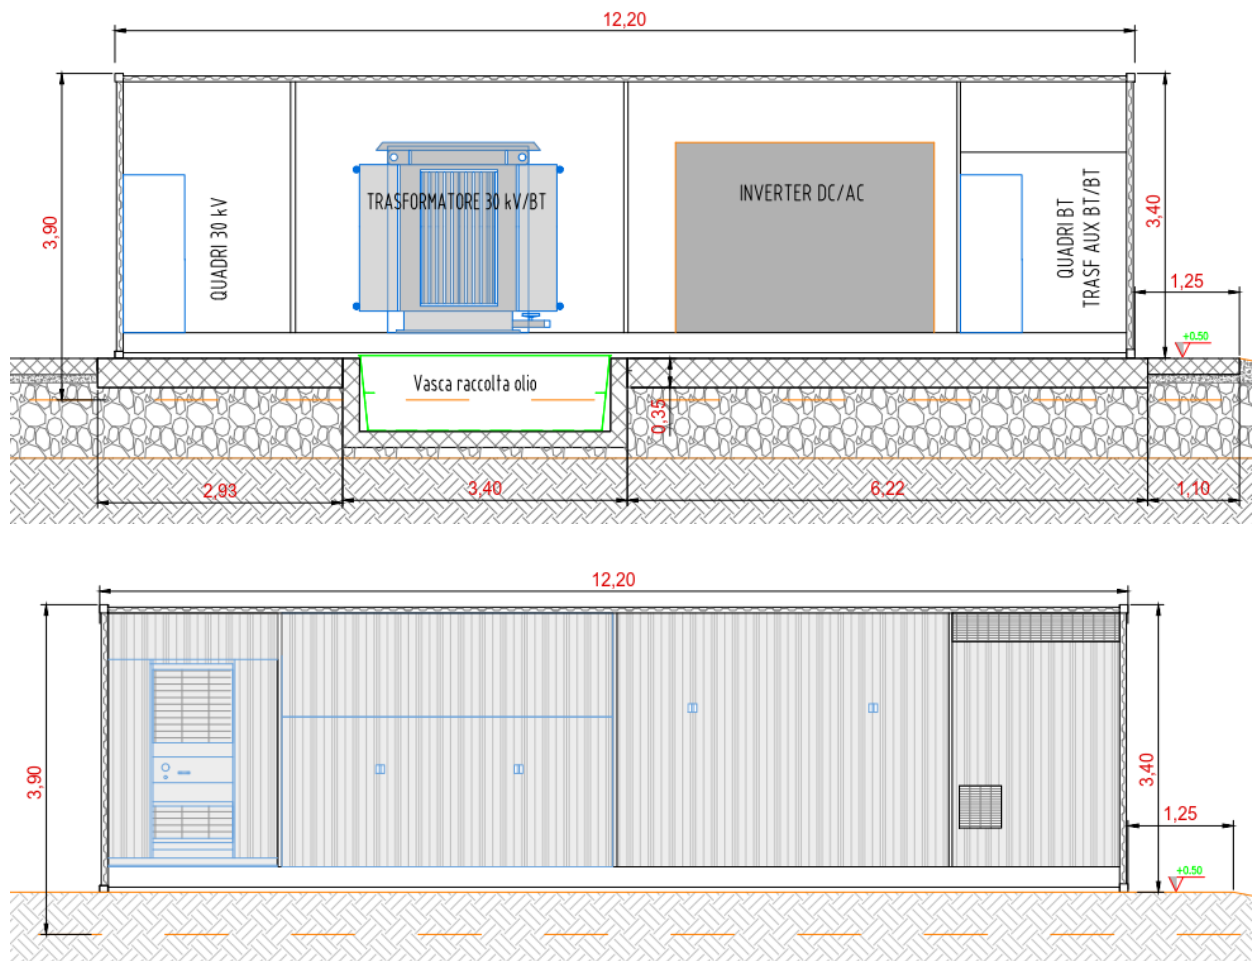 12,20
3,90
QUADRI 30 kV
TRASFORMATORE 30 kV/BT
INVERTER DC/AC
QUADRI BT
TRASF AUX BT/BT
3,40
1,25
+0.50
Vasca raccolta olio
0,35
2,93
3,40
6,22
1,10
12,20
3,90
3,40
1,25
+0.50